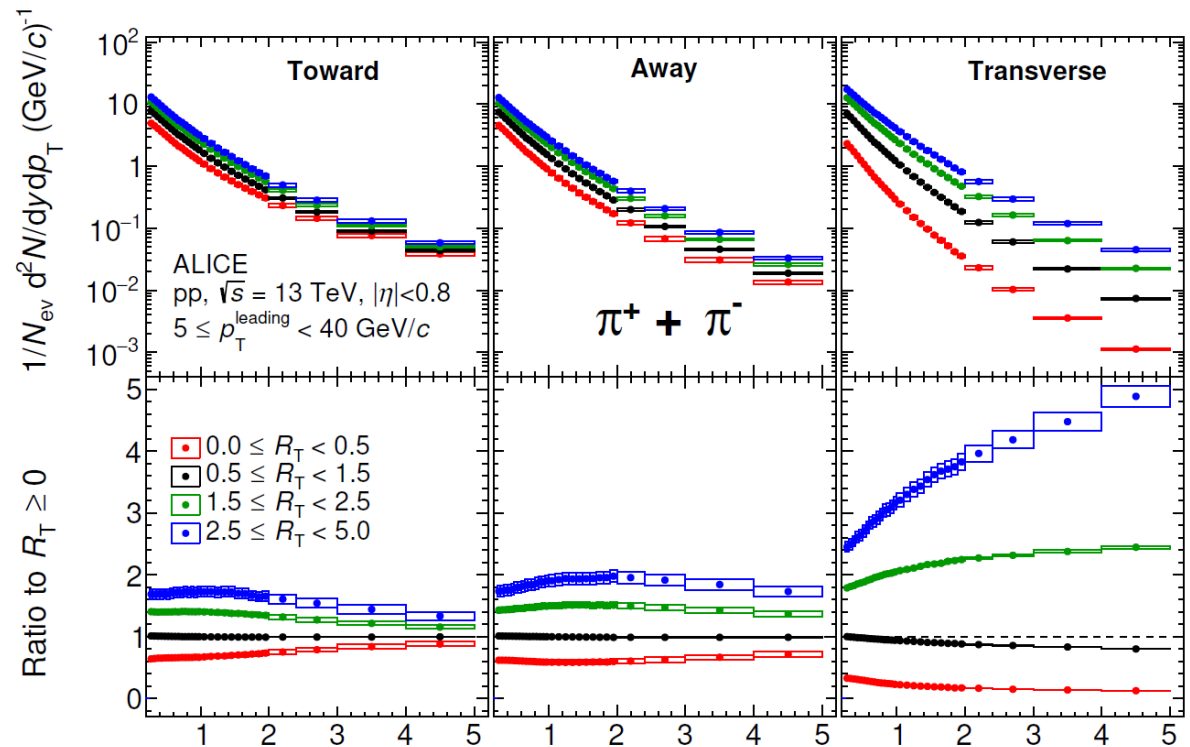 1/N_ev d²N/dydp_T (GeV/c)⁻¹
10²
10
1
10⁻¹
10⁻²
10⁻³
Toward
Away
Transverse
ALICE
pp, √s = 13 TeV, |η|<0.8
5 ≤ p_T^leading < 40 GeV/c
π⁺ + π⁻
Ratio to R_T ≥ 0
5
4
3
2
1
0
0.0 ≤ R_T < 0.5
0.5 ≤ R_T < 1.5
1.5 ≤ R_T < 2.5
2.5 ≤ R_T < 5.0
1 2 3 4 5 1 2 3 4 5 1 2 3 4 5